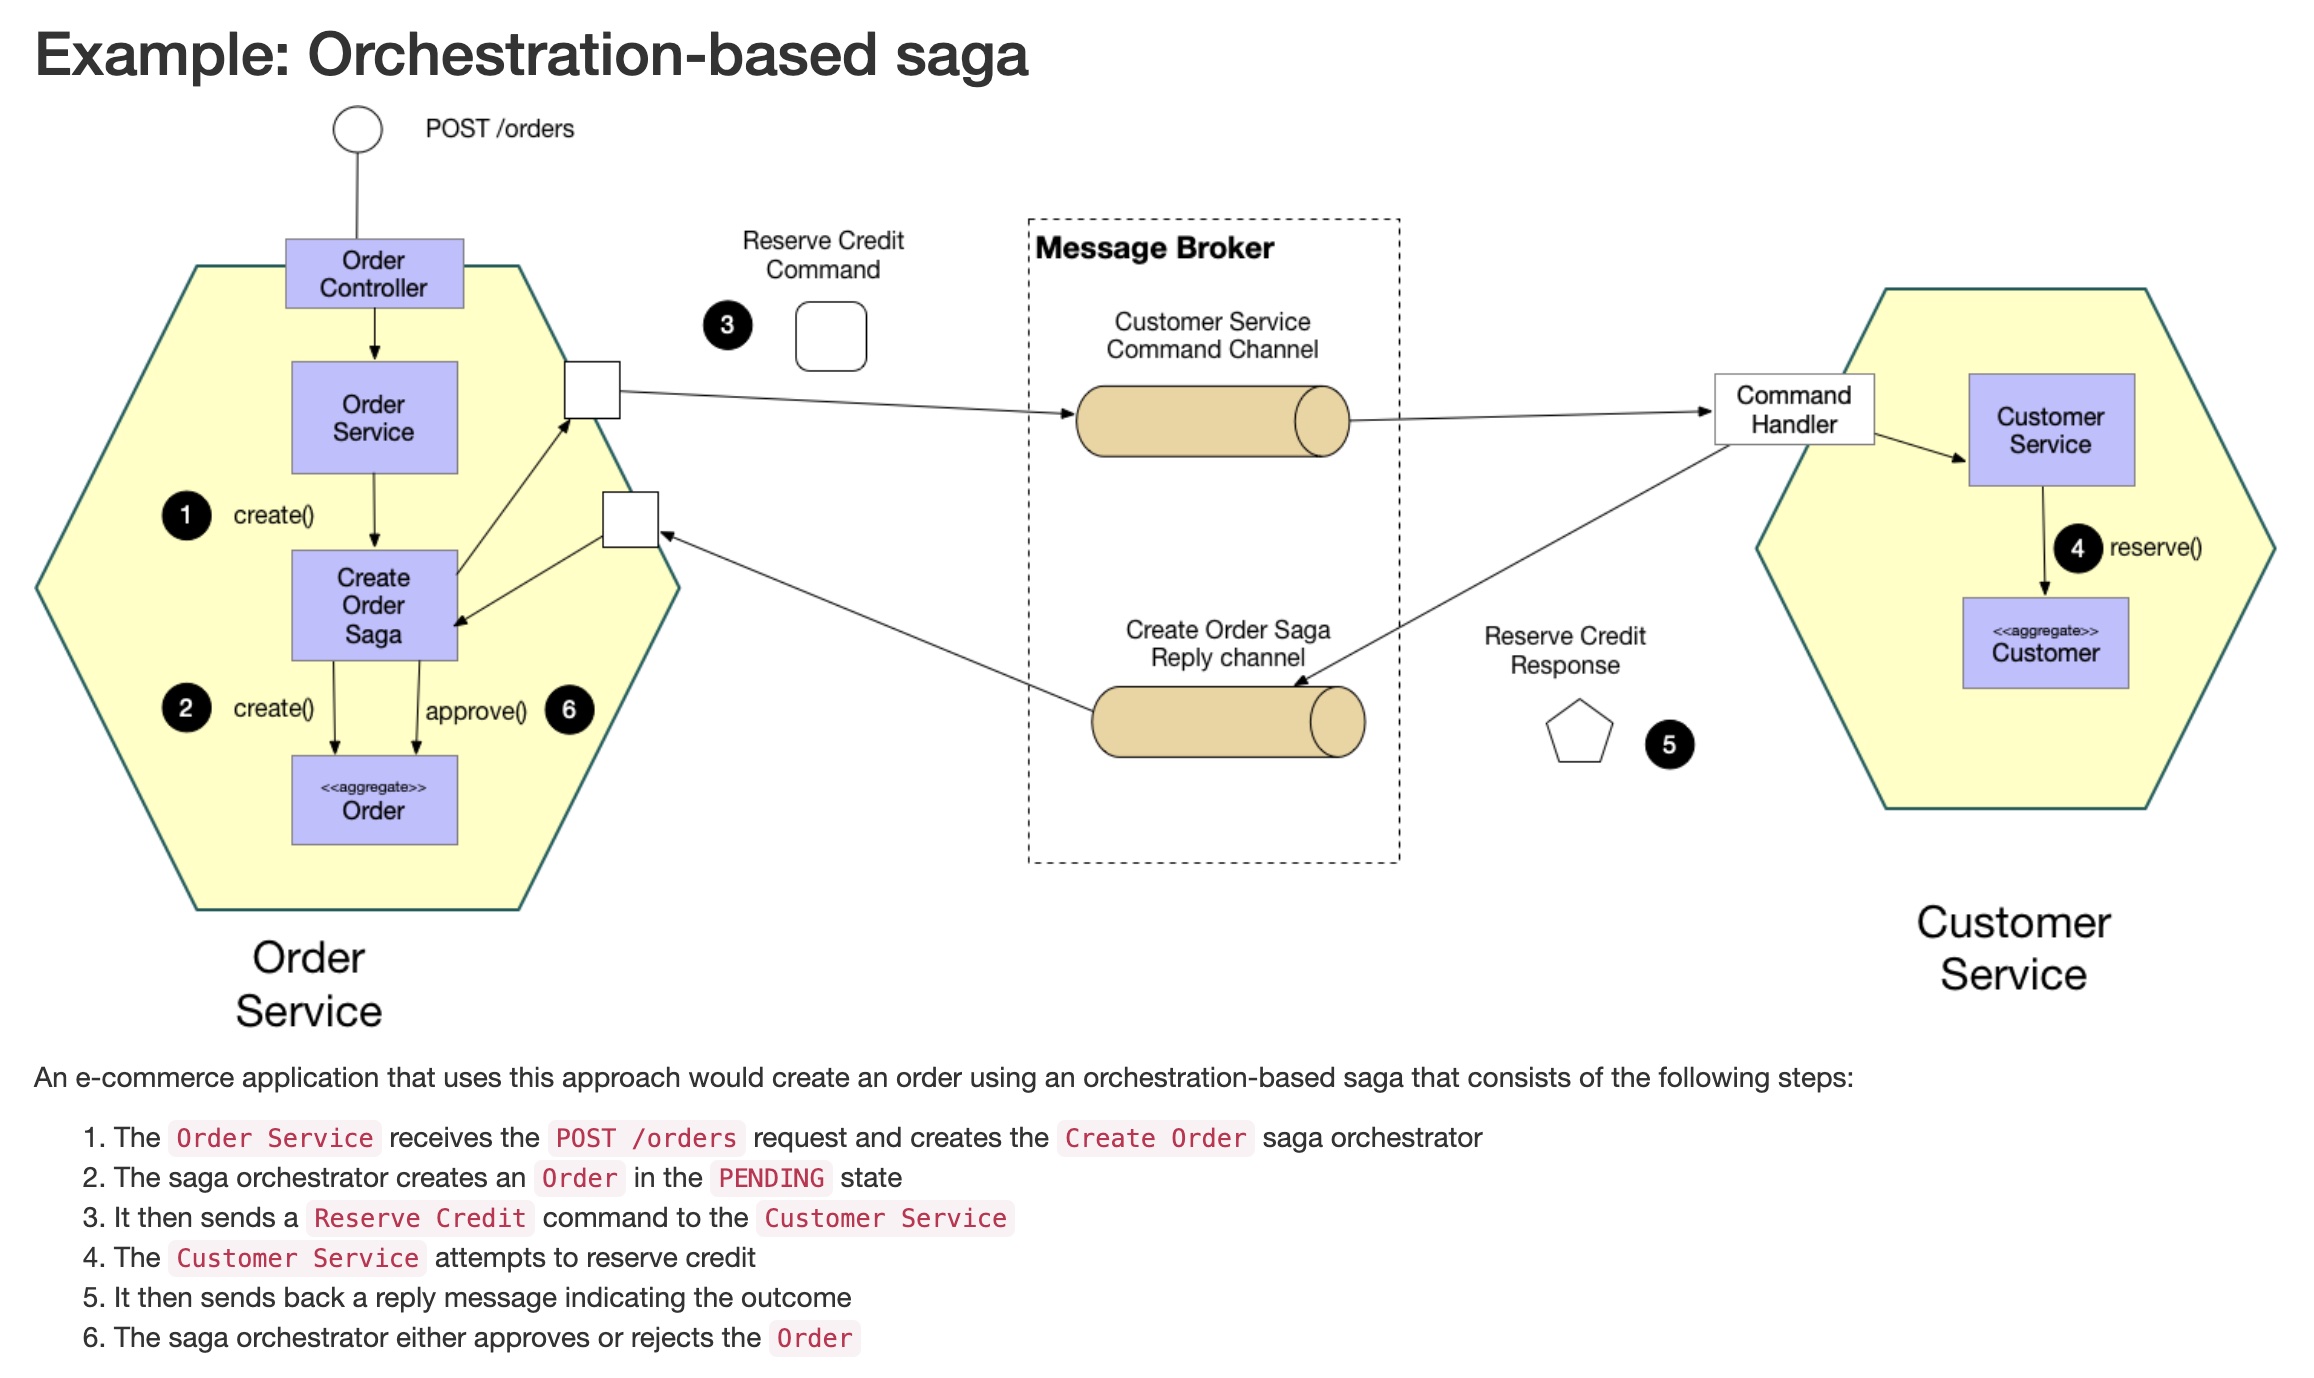 Example: Orchestration-based saga
POST /orders
Order
Controller
Order
Service
1 create()
Create
Order
Saga
2 create()
approve() 6
<<aggregate>>
Order
Order
Service
Reserve Credit
Command
3
Message Broker
Customer Service
Command Channel
Create Order Saga
Reply channel
Reserve Credit
Response
5
Command
Handler
Customer
Service
4 reserve()
<<aggregate>>
Customer
Customer
Service
An e-commerce application that uses this approach would create an order using an orchestration-based saga that consists of the following steps:
1. The Order Service receives the POST /orders request and creates the Create Order saga orchestrator
2. The saga orchestrator creates an Order in the PENDING state
3. It then sends a Reserve Credit command to the Customer Service
4. The Customer Service attempts to reserve credit
5. It then sends back a reply message indicating the outcome
6. The saga orchestrator either approves or rejects the Order